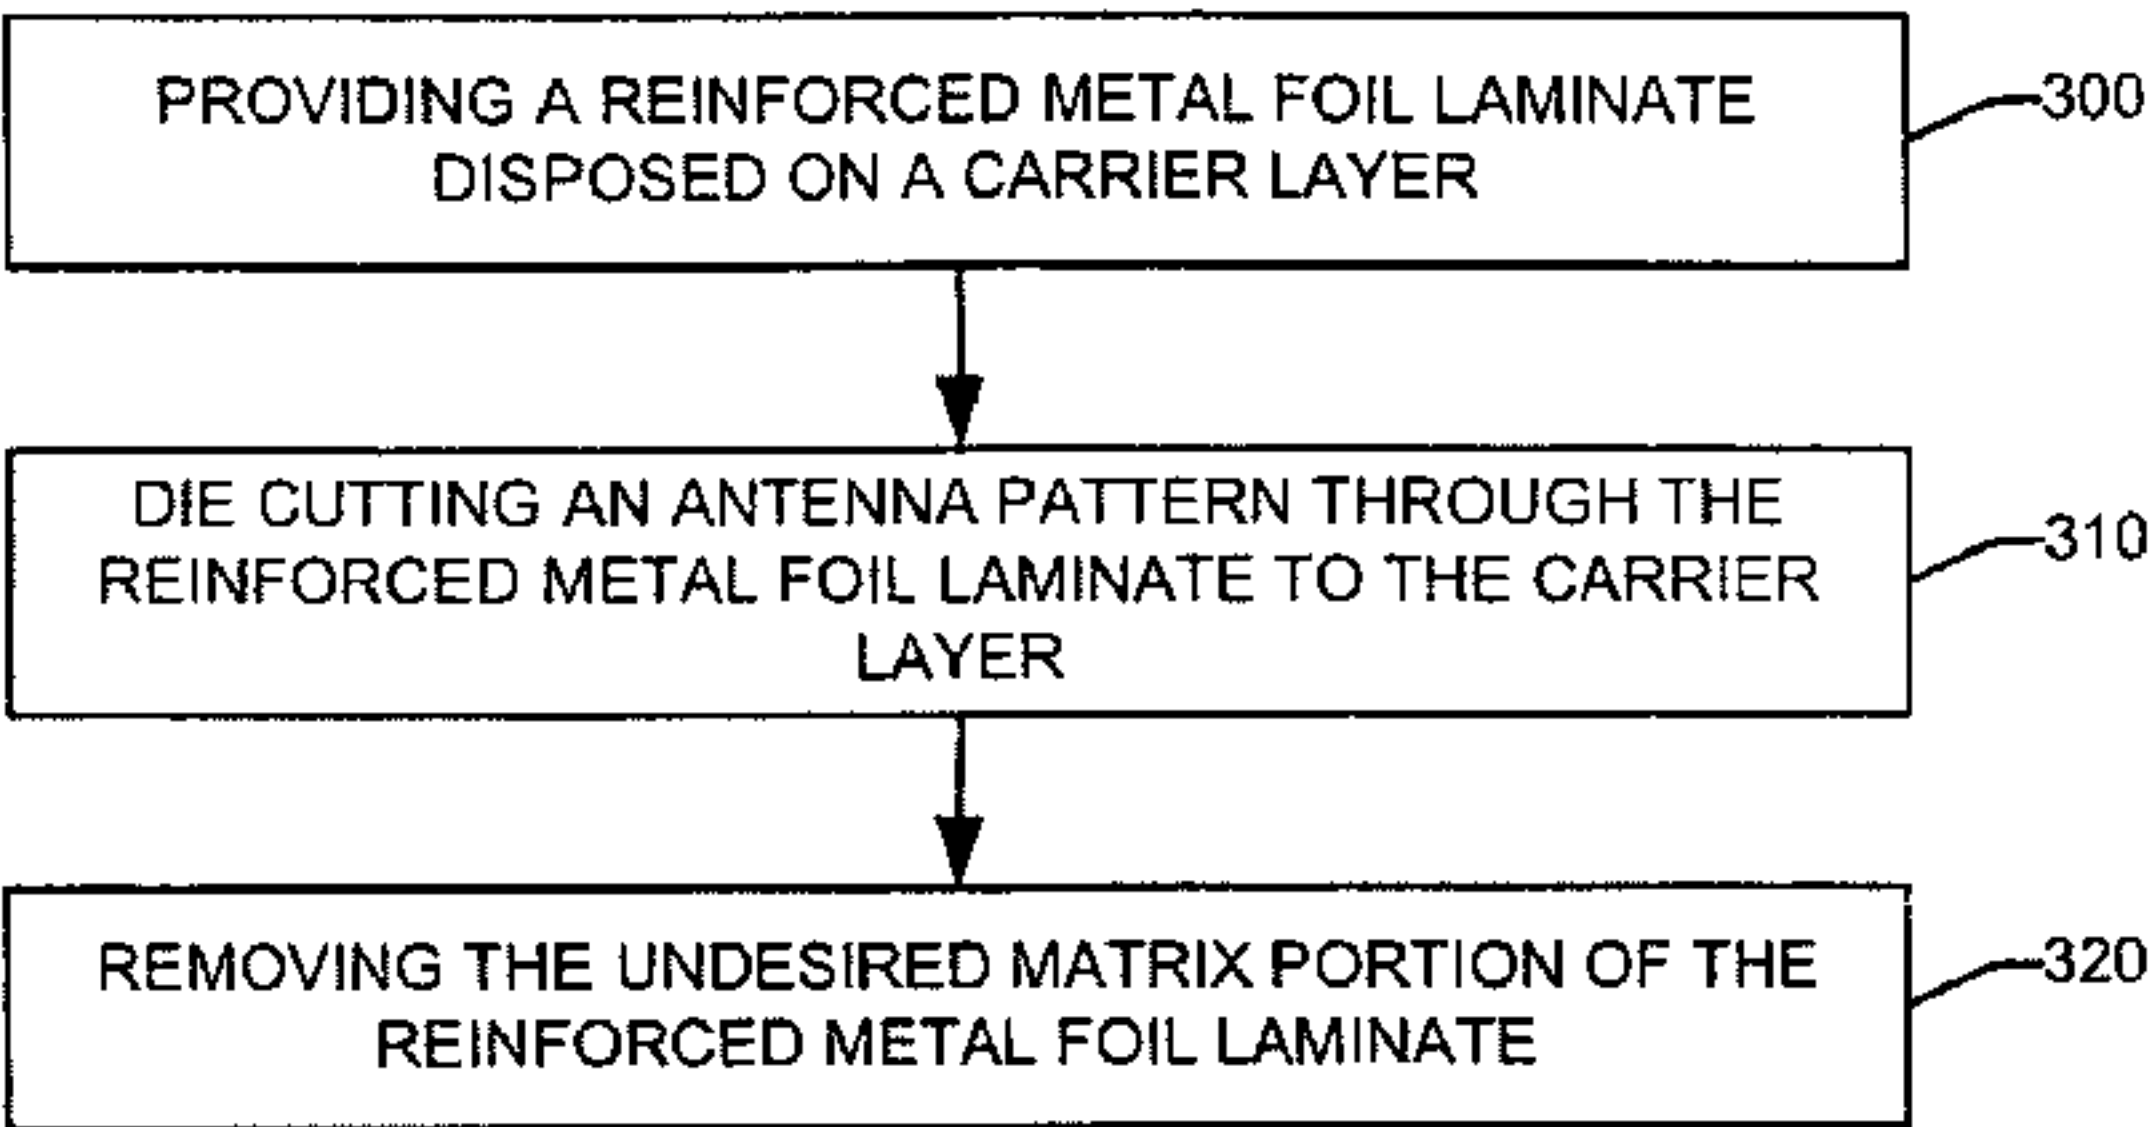 PROVIDING A REINFORCED METAL FOIL LAMINATE
DISPOSED ON A CARRIER LAYER
300
DIE CUTTING AN ANTENNA PATTERN THROUGH THE
REINFORCED METAL FOIL LAMINATE TO THE CARRIER
LAYER
310
REMOVING THE UNDESIRED MATRIX PORTION OF THE
REINFORCED METAL FOIL LAMINATE
320